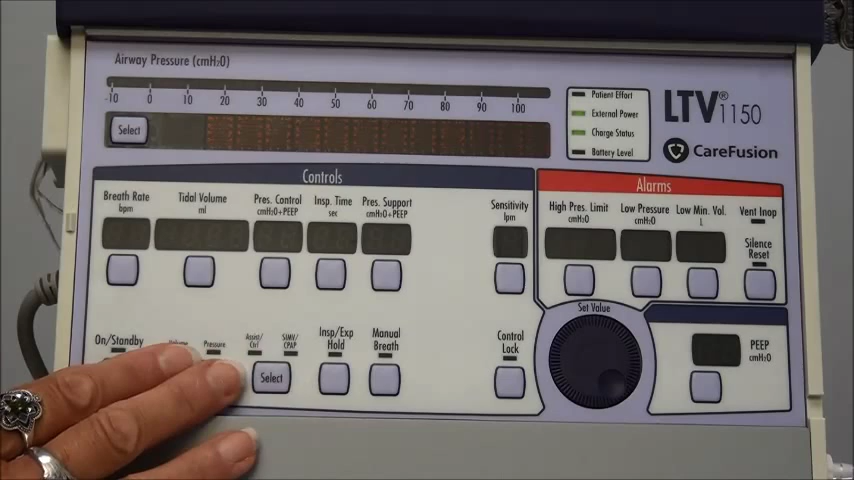 Airway Pressure (cmH₂O)
-10 0 10 20 30 40 50 60 70 80 90 100
Select
Patient Effort
External Power
Charge Status
Battery Level
LTV® 1150
CareFusion
Controls
Breath Rate
bpm
Tidal Volume
ml
Pres. Control
cmH₂O+PEEP
Insp. Time
sec
Pres. Support
cmH₂O+PEEP
Sensitivity
lpm
Alarms
High Pres. Limit
cmH₂O
Low Pressure
cmH₂O
Low Min. Vol.
L
Vent Inop
Silence
Reset
On/Standby
Volume
Pressure
Assist/
Ctrl
SIMV/
CPAP
Select
Insp/Exp
Hold
Manual
Breath
Control
Lock
Set Value
PEEP
cmH₂O